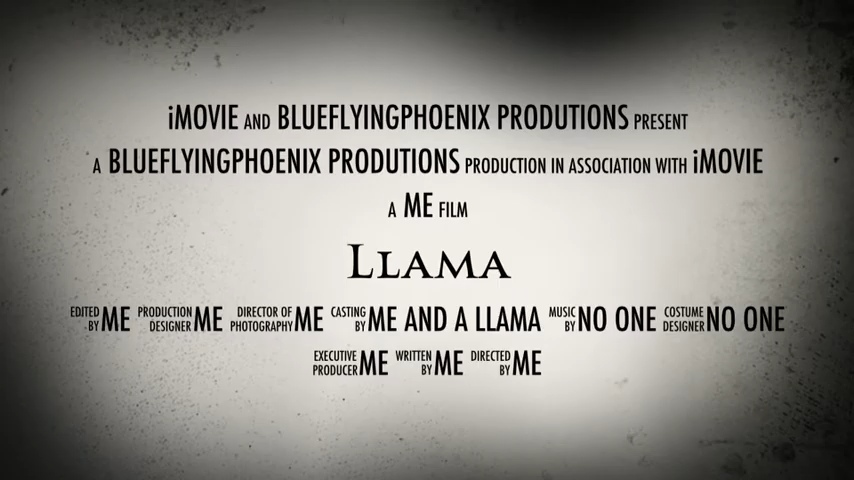 iMOVIE AND BLUEFLYINGPHOENIX PRODUTIONS PRESENT
A BLUEFLYINGPHOENIX PRODUTIONS PRODUCTION IN ASSOCIATION WITH iMOVIE
A ME FILM
LLAMA
EDITED BY ME PRODUCTION DESIGNER ME DIRECTOR OF PHOTOGRAPHY ME CASTING BY ME AND A LLAMA MUSIC BY NO ONE COSTUME DESIGNER NO ONE
EXECUTIVE PRODUCER ME WRITTEN BY ME DIRECTED BY ME